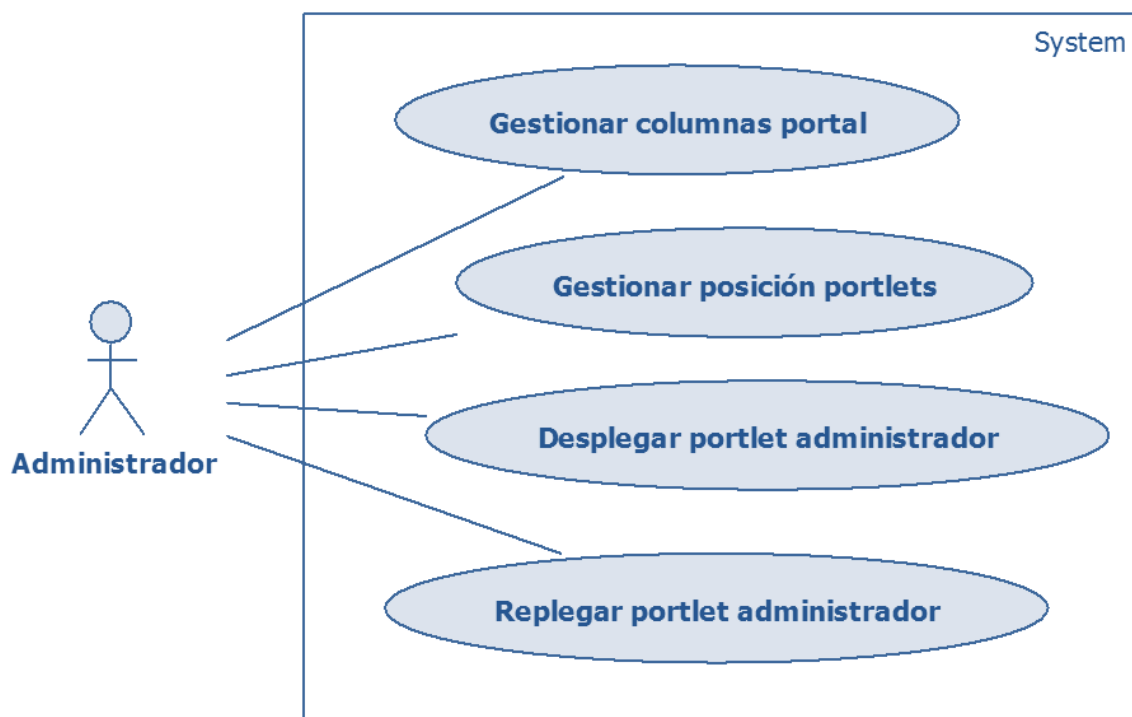 System
Gestionar columnas portal
Gestionar posición portlets
Desplegar portlet administrador
Administrador
Replegar portlet administrador